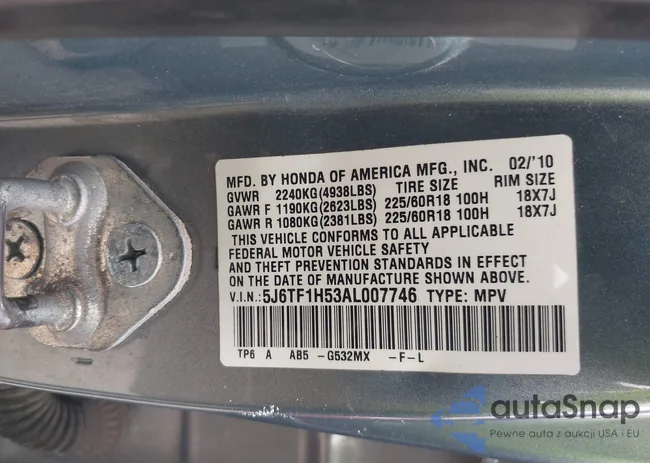 MFD. BY HONDA OF AMERICA MFG., INC. 02/'10
GVWR 2240KG(4938LBS) TIRE SIZE RIM SIZE
GAWR F 1190KG(2623LBS) 225/60R18 100H 18X7J
GAWR R 1080KG(2381LBS) 225/60R18 100H 18X7J
THIS VEHICLE CONFORMS TO ALL APPLICABLE
FEDERAL MOTOR VEHICLE SAFETY
AND THEFT PREVENTION STANDARDS IN EFFECT
ON THE DATE OF MANUFACTURE SHOWN ABOVE.
V.I.N.: 5J6TF1H53AL007746 TYPE: MPV
TP6 A AB5 -G532MX -F-L
autaSnap
Pewne auta z aukcji USA i EU